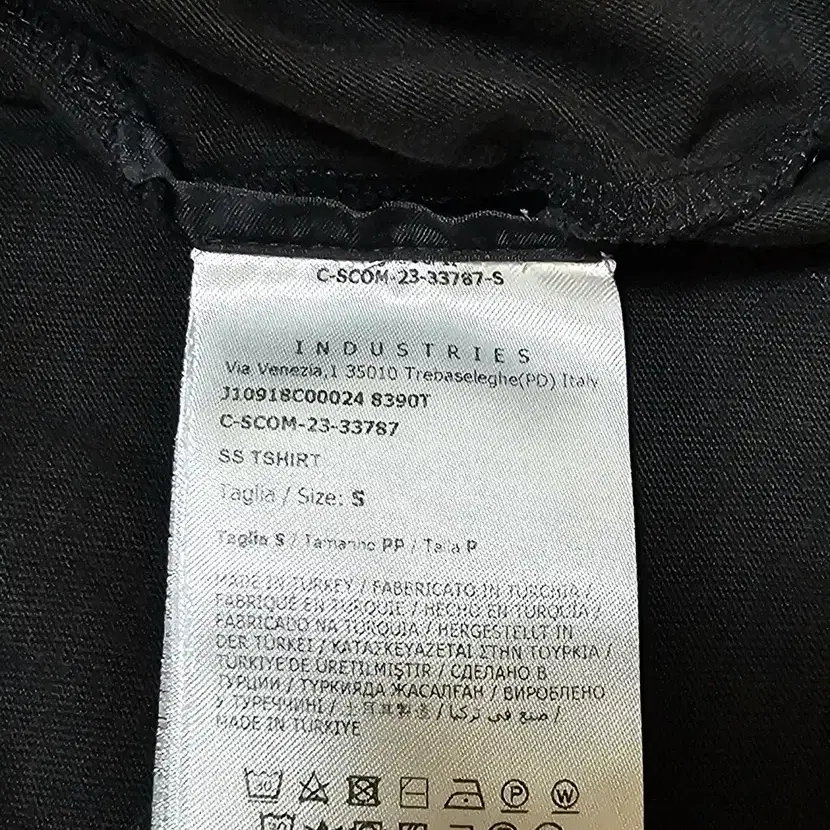 C-SCOM-23-33787-S
INDUSTRIES
Via Venezia,1 35010 Trebaseleghe(PD) Italy
J10918C00024 8390T
C-SCOM-23-33787
SS TSHIRT
Taglia / Size: S
Taglia S / Tamanho PP / Talla P
MADE IN TURKEY / FABBRICATO IN TURCHIA /
FABRIQUÉ EN TURQUIE / HECHO EN TURQUÍA /
FABRICADO NA TURQUIA / HERGESTELLT IN
DER TÜRKEI / ΚΑΤΑΣΚΕΥΑΖΕΤΑΙ ΣΤΗΝ ΤΟΥΡΚΙΑ /
TÜRKIYE'DE ÜRETILMIŞTIR / СДЕЛАНО В
ТУРЦИИ / ТҮРКИЯДА ЖАСАЛҒАН / ВИРОБЛЕНО
У ТУРЕЧЧИНІ / صنع في تركيا /
MADE IN TÜRKIYE
30
P
W